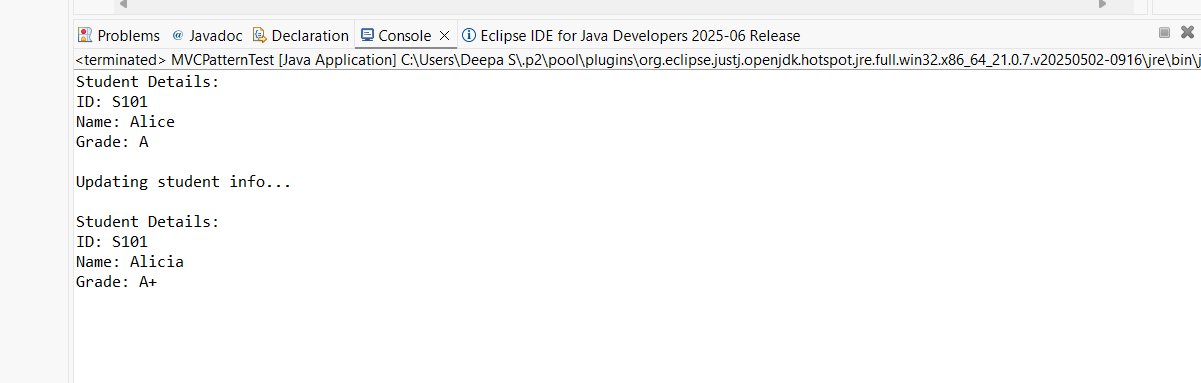 Problems @ Javadoc Declaration Console Eclipse IDE for Java Developers 2025-06 Release
<terminated> MVCPatternTest [Java Application] C:\Users\Deepa S\.p2\pool\plugins\org.eclipse.justj.openjdk.hotspot.jre.full.win32.x86_64_21.0.7.v20250502-0916\jre\bin\j
Student Details:
ID: S101
Name: Alice
Grade: A
Updating student info...
Student Details:
ID: S101
Name: Alicia
Grade: A+